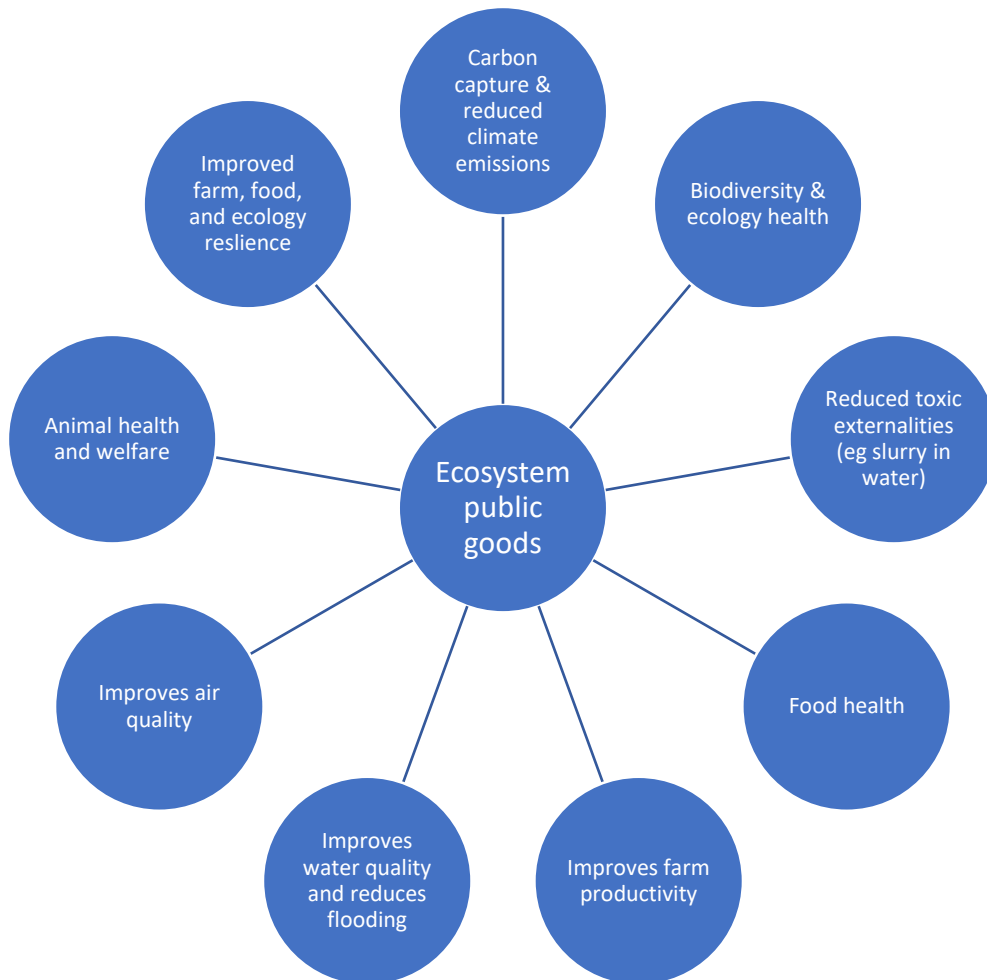 Carbon
capture &
reduced
climate
emissions
Biodiversity &
ecology health
Reduced toxic
externalities
(eg slurry in
water)
Food health
Improves farm
productivity
Improves
water quality
and reduces
flooding
Improves air
quality
Animal health
and welfare
Improved
farm, food,
and ecology
reslience
Ecosystem
public
goods